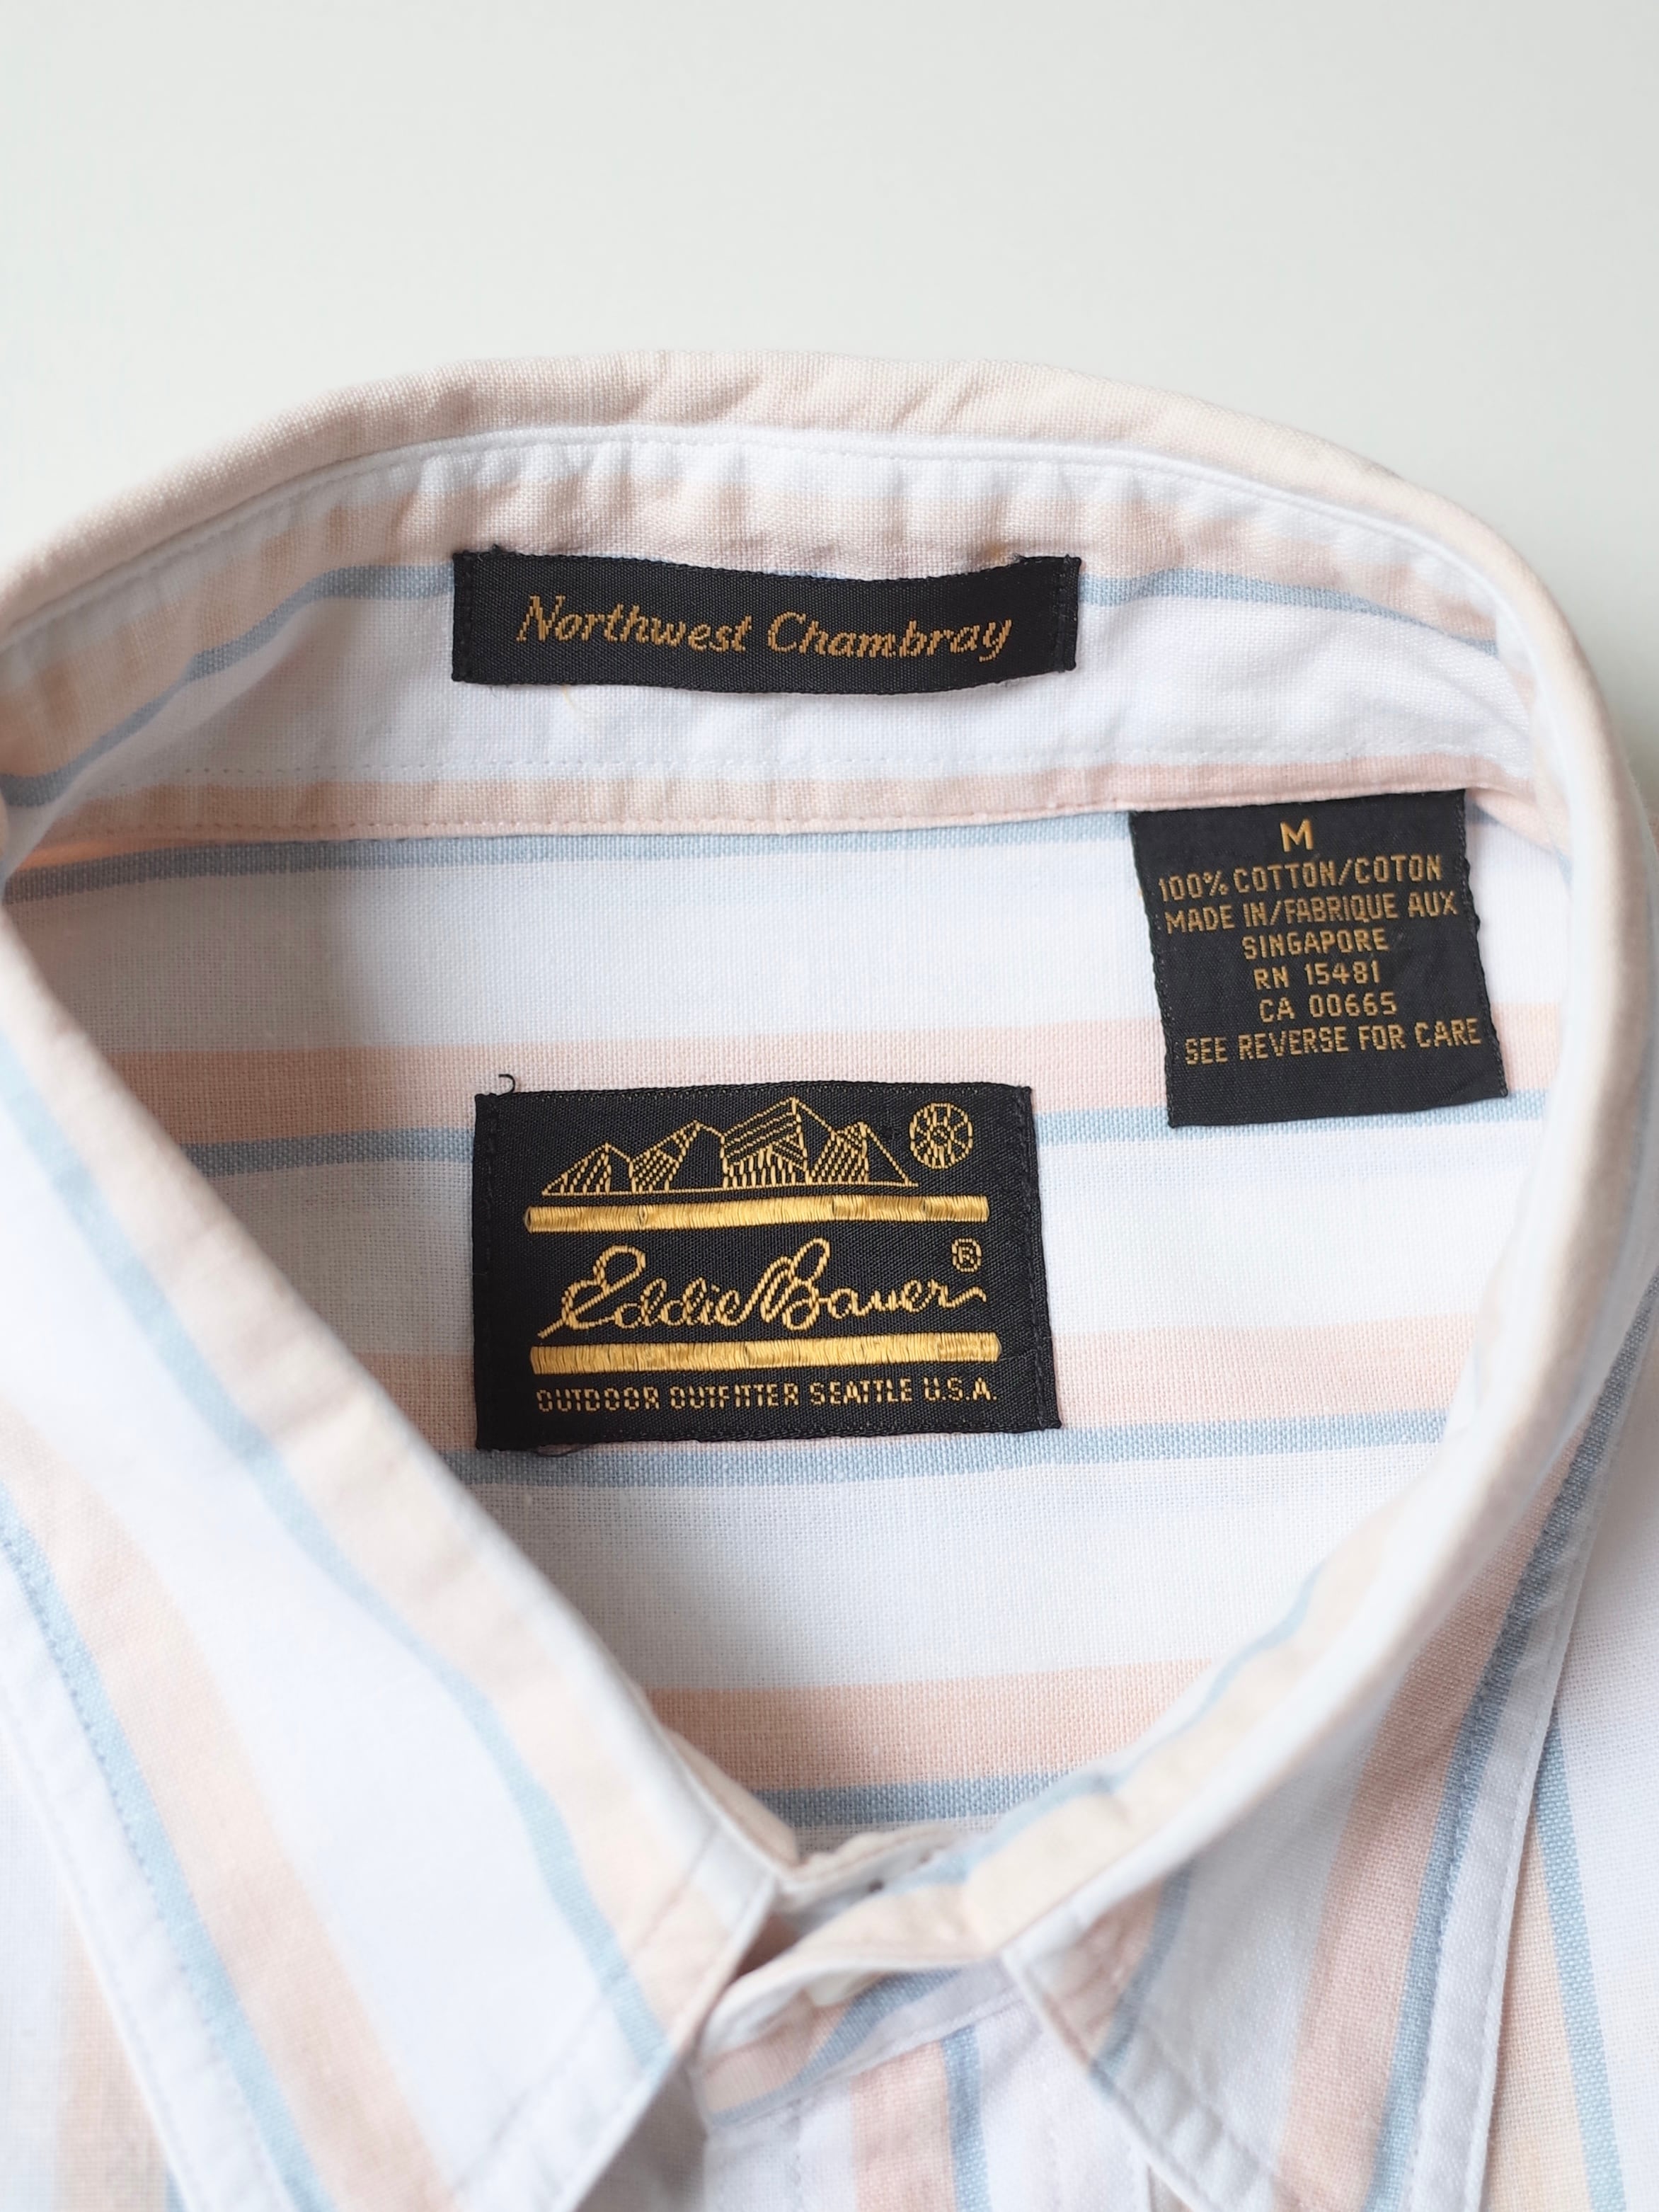 Northwest Chambray
M
100% COTTON/COTON
MADE IN/FABRIQUE AUX
SINGAPORE
RN 15481
CA 00665
SEE REVERSE FOR CARE
Eddie Bauer ®
OUTDOOR OUTFITTER SEATTLE U.S.A.